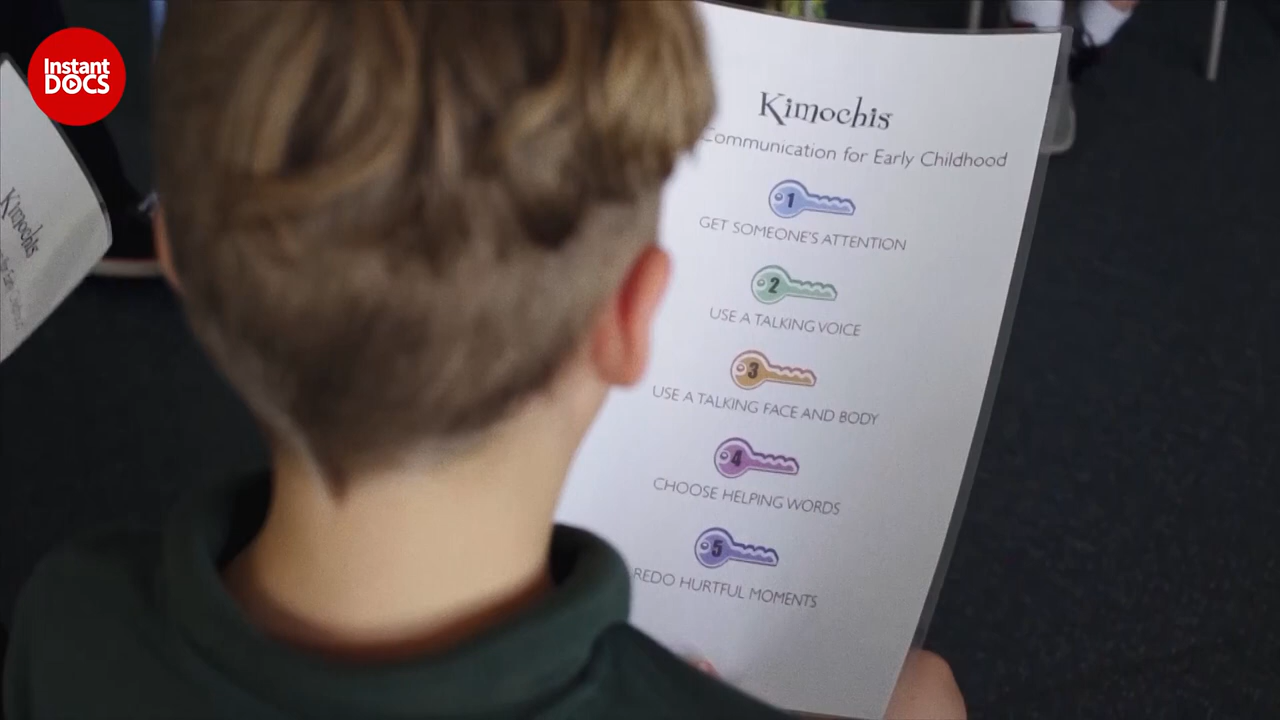 Instant
DOCS
Kimochis
Communication for Early Childhood
1
GET SOMEONE'S ATTENTION
2
USE A TALKING VOICE
3
USE A TALKING FACE AND BODY
4
CHOOSE HELPING WORDS
5
REDO HURTFUL MOMENTS
Kimochis